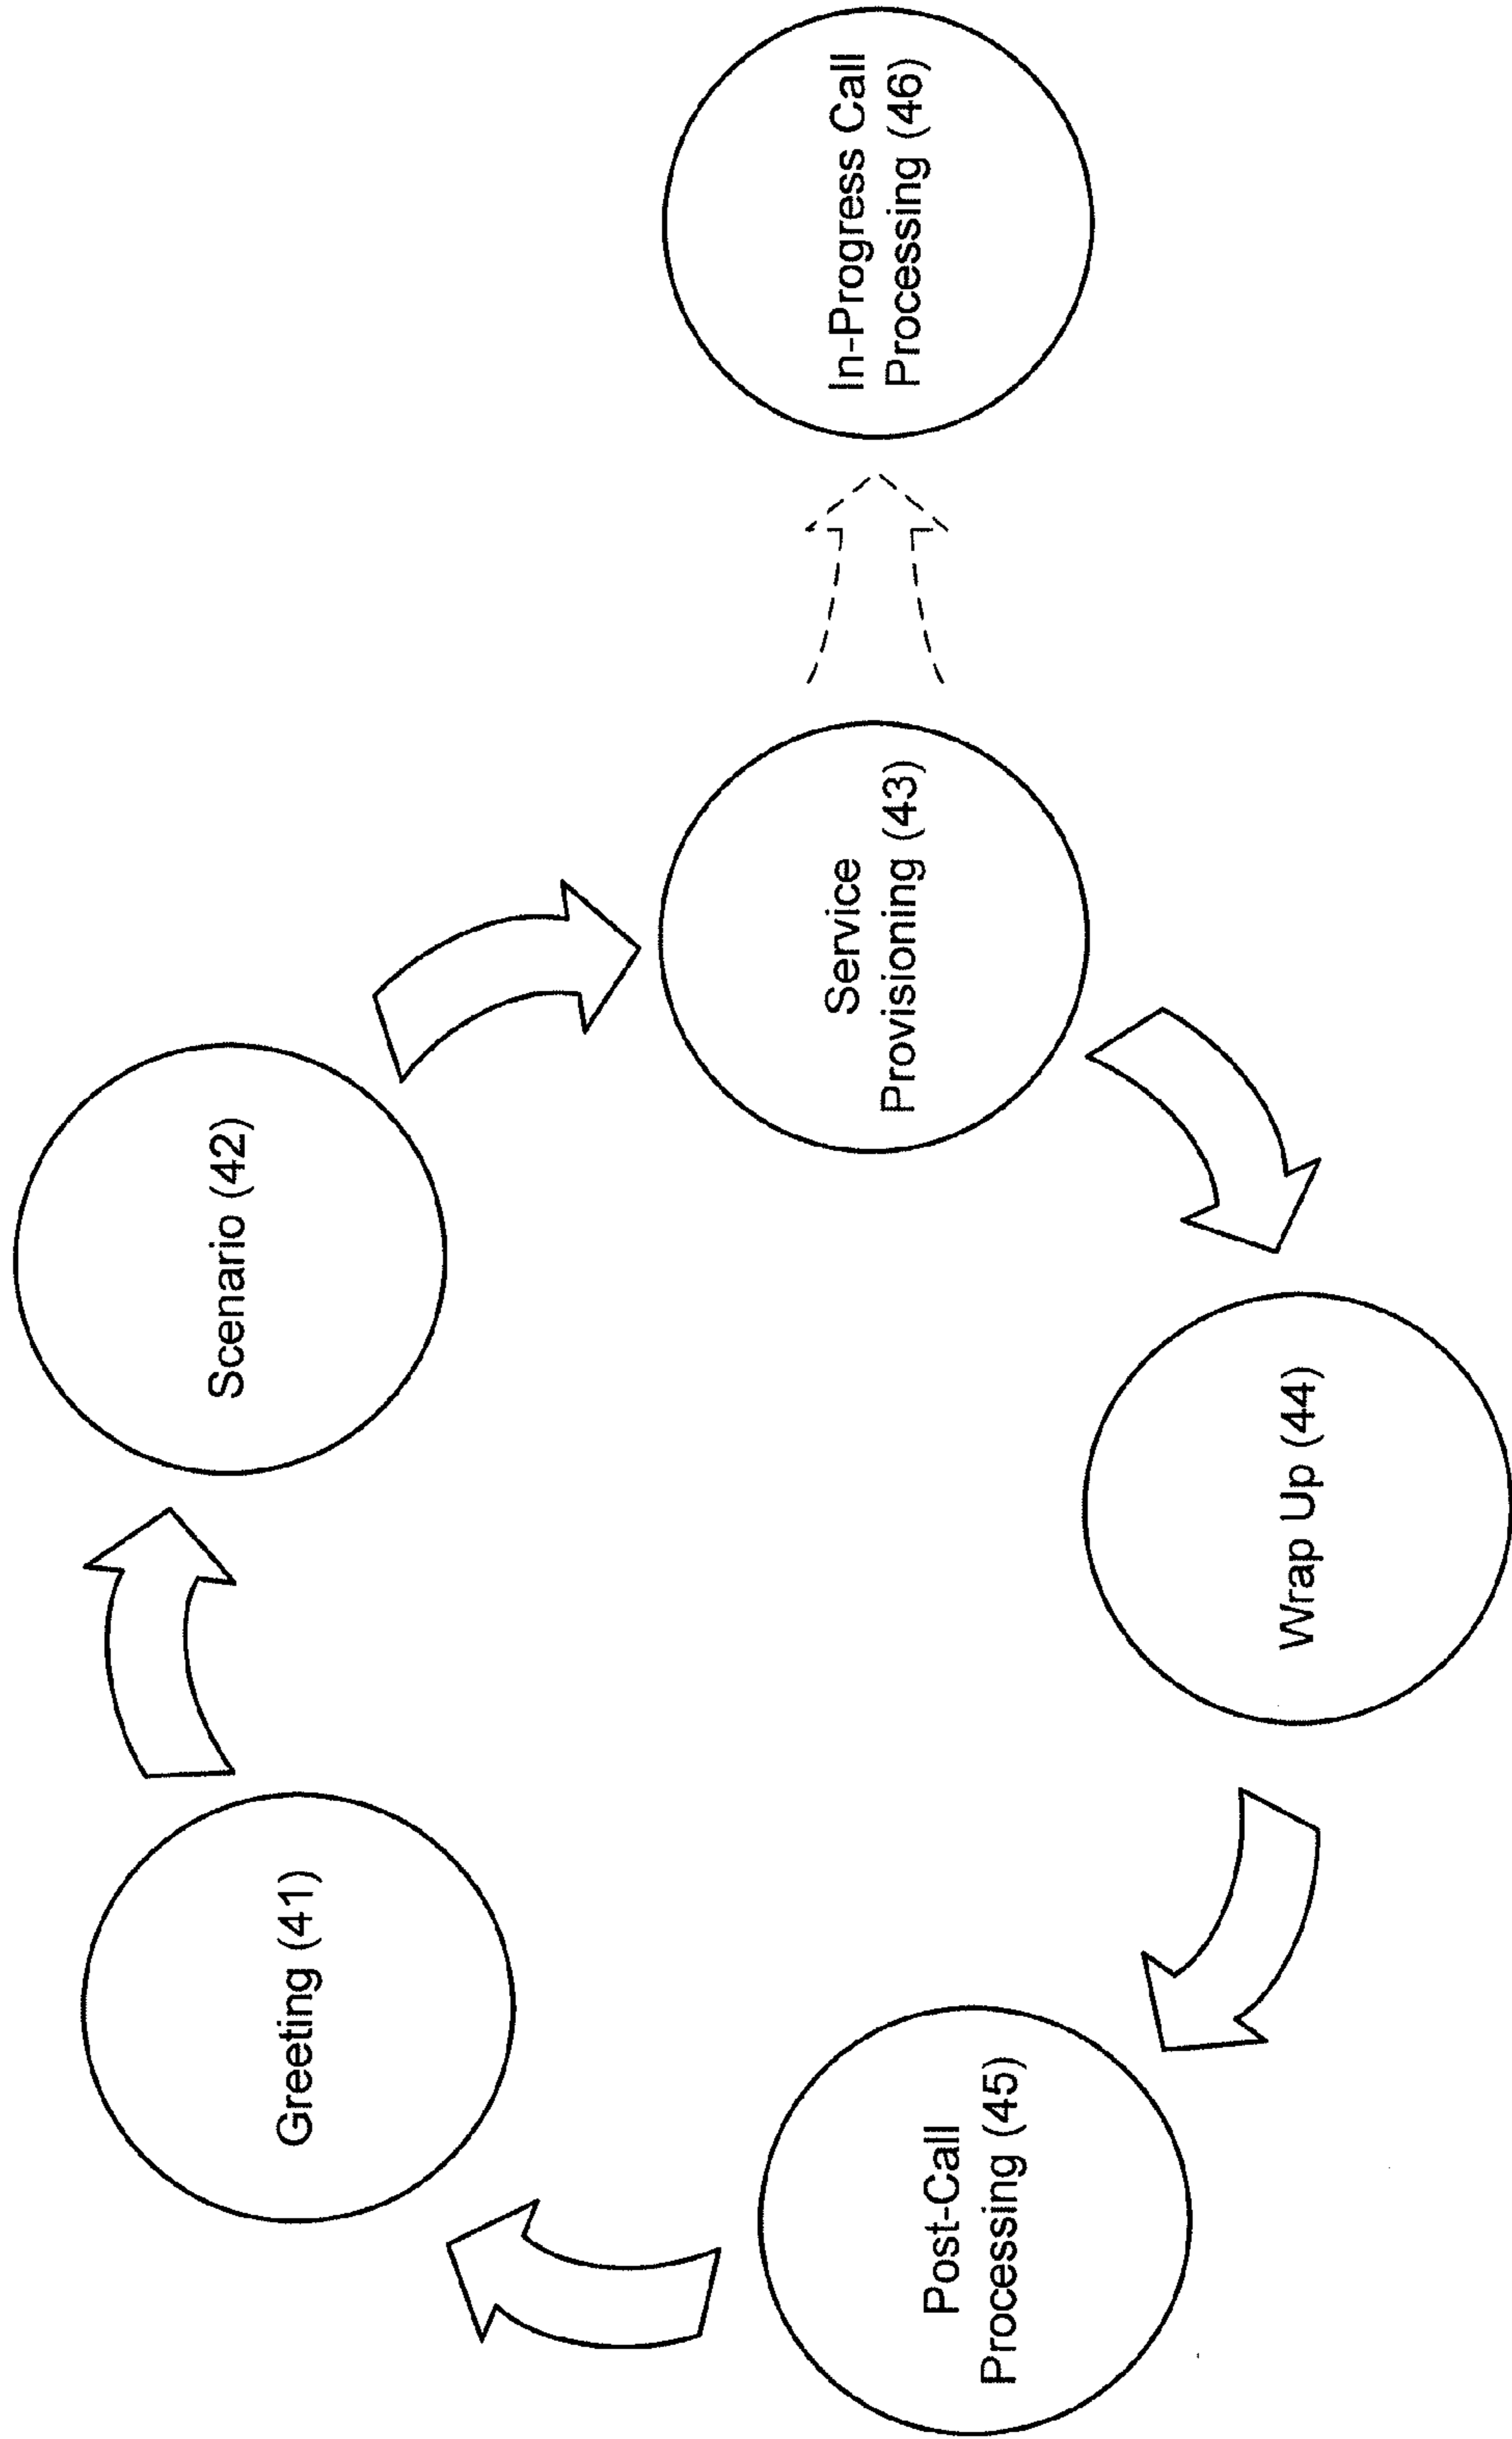 Greeting (41)
Scenario (42)
Service
Provisioning (43)
In-Progress Call
Processing (46)
Wrap Up (44)
Post-Call
Processing (45)